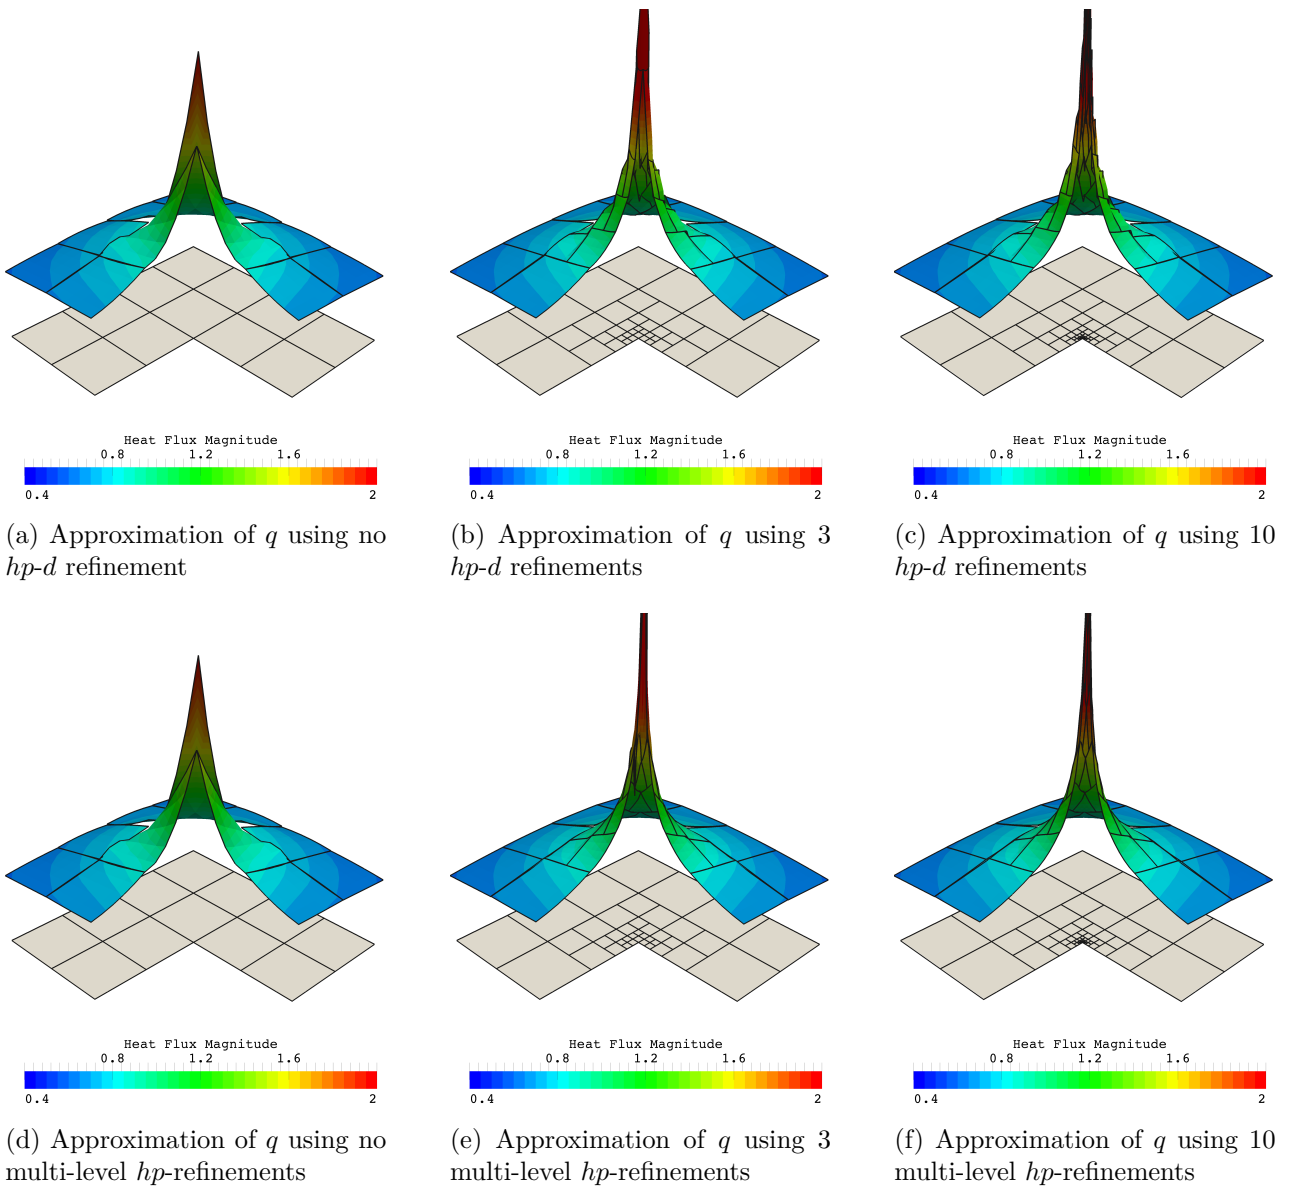 Heat Flux Magnitude
0.8 1.2 1.6
0.4 2
(a) Approximation of q using no
hp-d refinement
Heat Flux Magnitude
0.8 1.2 1.6
0.4 2
(b) Approximation of q using 3
hp-d refinements
Heat Flux Magnitude
0.8 1.2 1.6
0.4 2
(c) Approximation of q using 10
hp-d refinements
Heat Flux Magnitude
0.8 1.2 1.6
0.4 2
(d) Approximation of q using no
multi-level hp-refinements
Heat Flux Magnitude
0.8 1.2 1.6
0.4 2
(e) Approximation of q using 3
multi-level hp-refinements
Heat Flux Magnitude
0.8 1.2 1.6
0.4 2
(f) Approximation of q using 10
multi-level hp-refinements